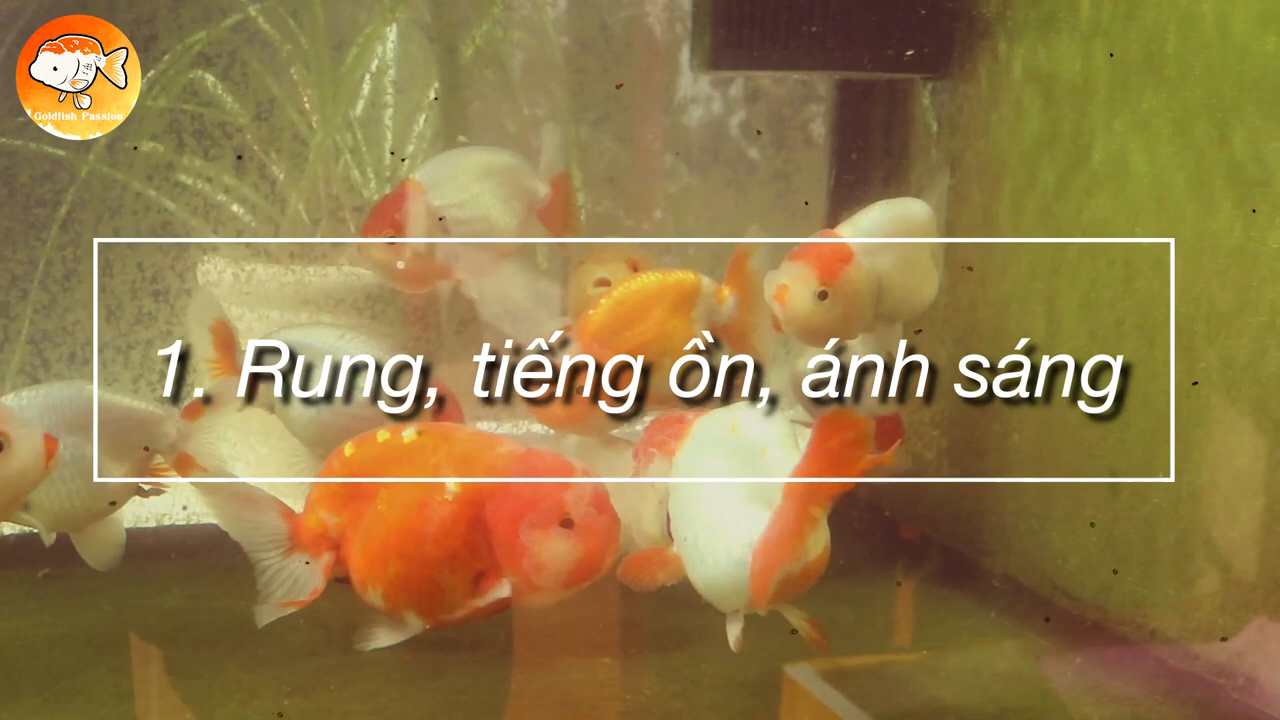 Goldfish Passion
1. Rung, tiếng ồn, ánh sáng